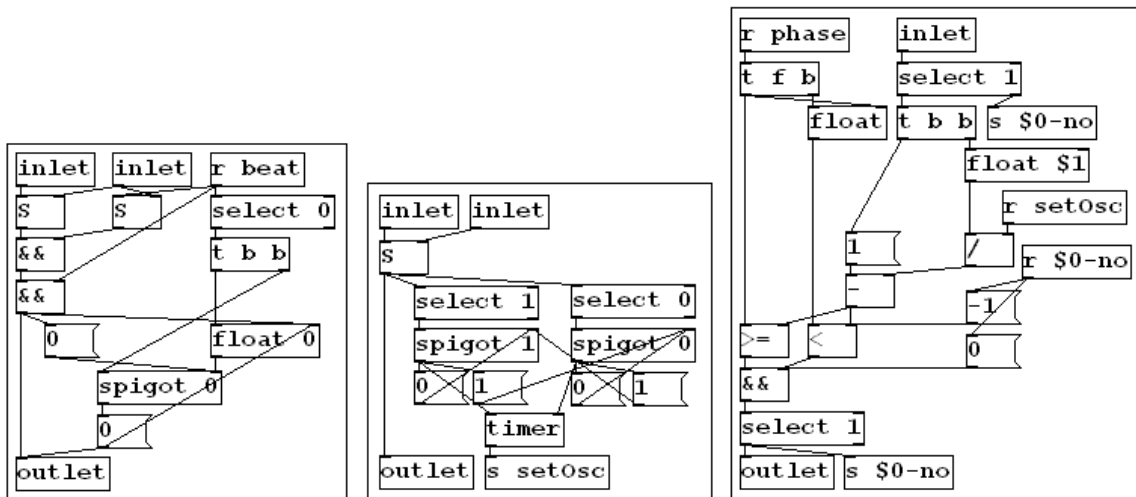 inlet inlet r beat
S S select 0
&& t b b
&&
0 float 0
spigot 0
0
outlet
inlet inlet
S
select 1 select 0
spigot 1 spigot 0
0 1 0 1
timer
outlet s setOsc
r phase inlet
t f b select 1
float t b b s $0-no
float $1
r setOsc
1 / r $0-no
-
-1
>= < 0
&&
select 1
outlet s $0-no